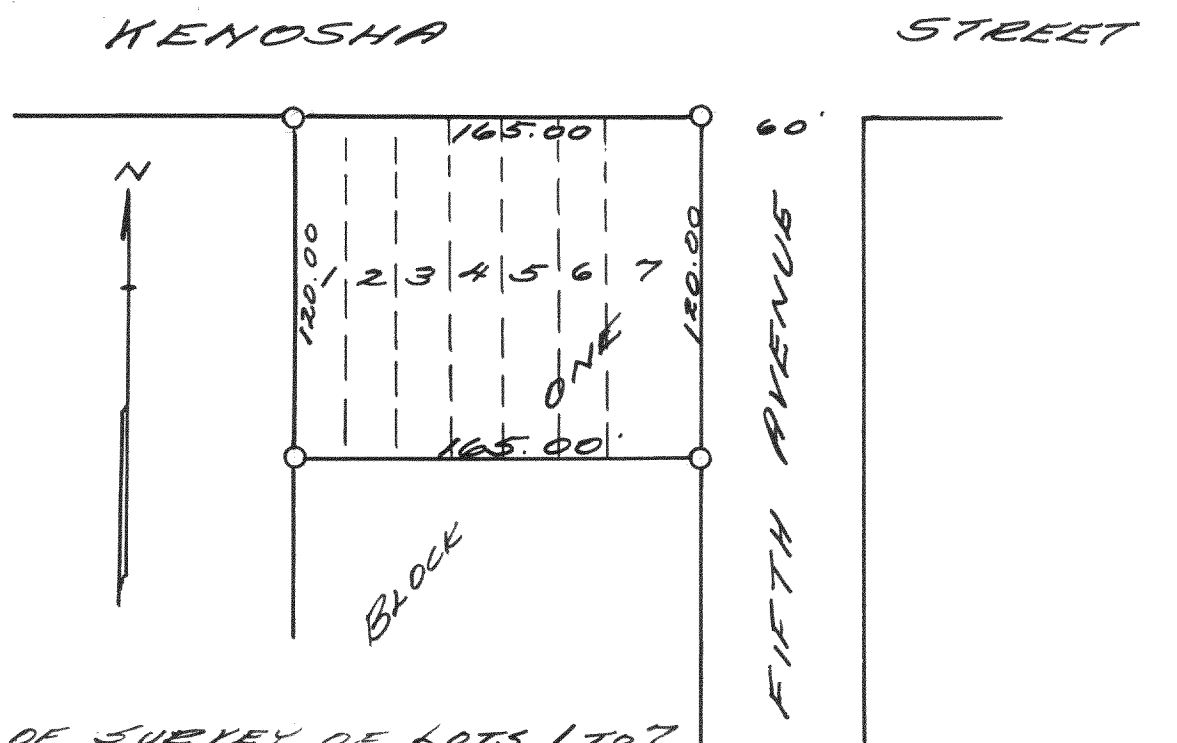 KENOSHA STREET
165.00
60'
N
120.00
1 2 3 4 5 6 7
120.00
FIFTH AVENUE
165.00'
BLOCK ONE
OF SURVEY OF LOTS 1 TO 7